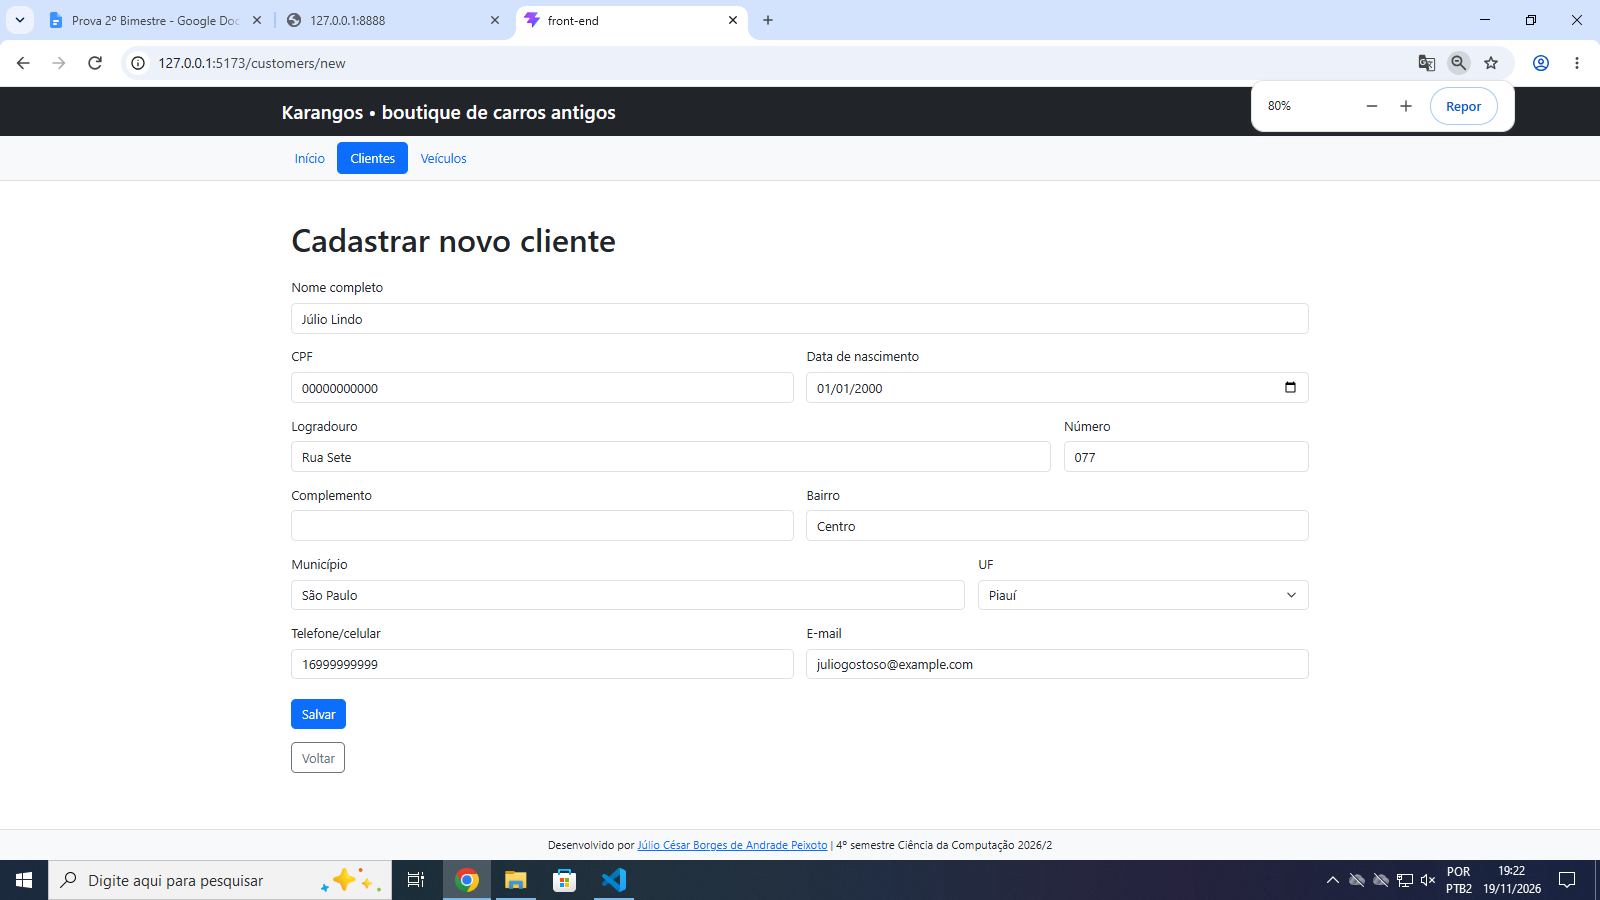 Prova 2º Bimestre - Google Doc
127.0.0.1:8888
front-end
127.0.0.1:5173/customers/new
80%
Repor
Karangos • boutique de carros antigos
Início
Clientes
Veículos
Cadastrar novo cliente
Nome completo
Júlio Lindo
CPF
Data de nascimento
00000000000
01/01/2000
Logradouro
Número
Rua Sete
077
Complemento
Bairro
Centro
Município
UF
São Paulo
Piauí
Telefone/celular
E-mail
16999999999
juliogostoso@example.com
Salvar
Voltar
Desenvolvido por Júlio César Borges de Andrade Peixoto | 4º semestre Ciência da Computação 2026/2
Digite aqui para pesquisar
POR
PTB2
19:22
19/11/2026